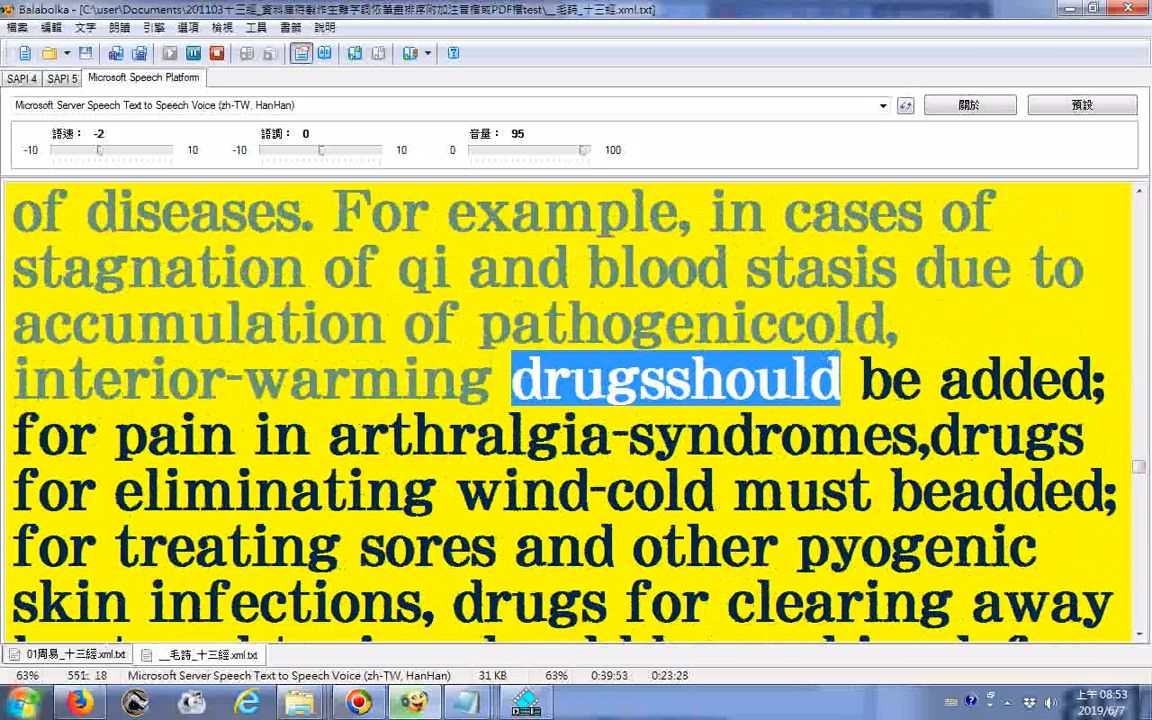 Balabolka - [C:\user\Documents\201103十三經_資料庫待製作生難字詞依筆畫排序附加注音檔或PDF檔test\__毛詩_十三經.xml.txt]
檔案 編輯 文字 朗讀 引擎 選項 檢視 工具 書籤 說明
SAPI 4 SAPI 5 Microsoft Speech Platform
Microsoft Server Speech Text to Speech Voice (zh-TW, HanHan) 關於 預設
語速： -2 語調： 0 音量： 95
-10 10 -10 10 0 100
of diseases. For example, in cases of
stagnation of qi and blood stasis due to
accumulation of pathogeniccold,
interior-warming drugsshould be added;
for pain in arthralgia-syndromes,drugs
for eliminating wind-cold must beadded;
for treating sores and other pyogenic
skin infections, drugs for clearing away
01周易_十三經.xml.txt __毛詩_十三經.xml.txt
63% 551: 18 Microsoft Server Speech Text to Speech Voice (zh-TW, HanHan) 31 KB 63% 0:39:53 0:23:28
上午 08:53
2019/6/7